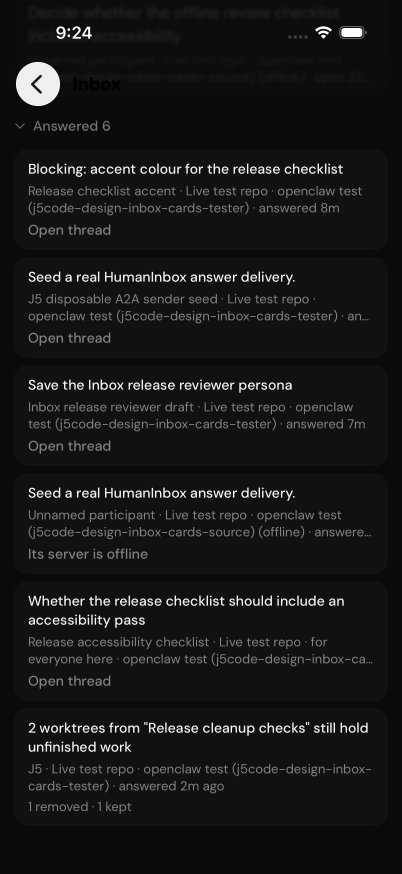 Decide whether the offline review checklist
9:24
Inbox
Answered 6
Blocking: accent colour for the release checklist
Release checklist accent · Live test repo · openclaw test
(j5code-design-inbox-cards-tester) · answered 8m
Open thread
Seed a real HumanInbox answer delivery.
J5 disposable A2A sender seed · Live test repo ·
openclaw test (j5code-design-inbox-cards-tester) · an...
Open thread
Save the Inbox release reviewer persona
Inbox release reviewer draft · Live test repo · openclaw
test (j5code-design-inbox-cards-tester) · answered 7m
Open thread
Seed a real HumanInbox answer delivery.
Unnamed participant · Live test repo · openclaw test
(j5code-design-inbox-cards-source) (offline) · answere...
Its server is offline
Whether the release checklist should include an
accessibility pass
Release accessibility checklist · Live test repo · for
everyone here · openclaw test (j5code-design-inbox-ca...
Open thread
2 worktrees from "Release cleanup checks" still hold
unfinished work
J5 · Live test repo · openclaw test (j5code-design-inbox-
cards-tester) · answered 2m ago
1 removed · 1 kept